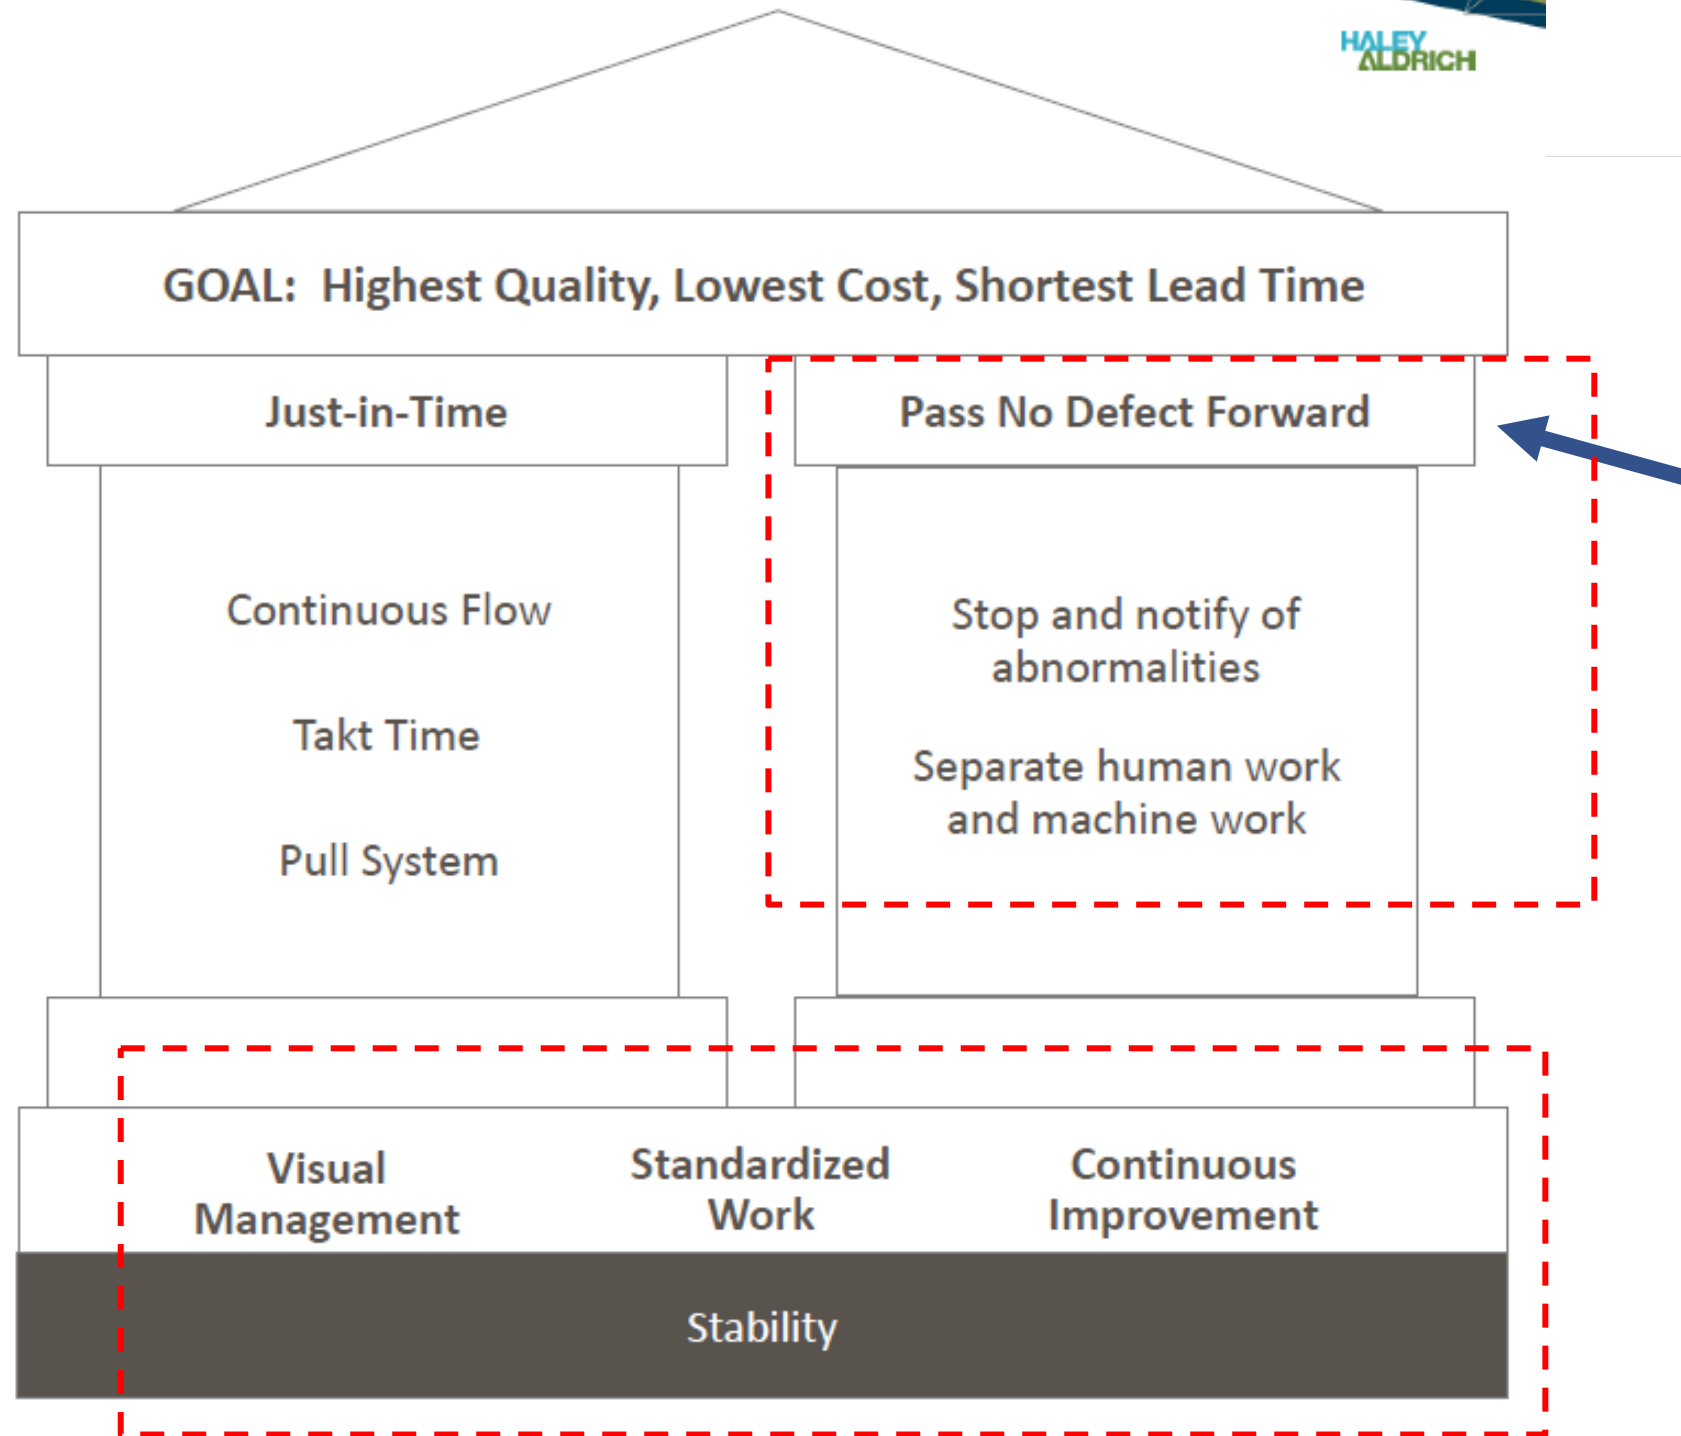 HALEY
ALDRICH
GOAL: Highest Quality, Lowest Cost, Shortest Lead Time
Just-in-Time
Continuous Flow
Takt Time
Pull System
Pass No Defect Forward
Stop and notify of
abnormalities
Separate human work
and machine work
Visual
Management
Standardized
Work
Continuous
Improvement
Stability